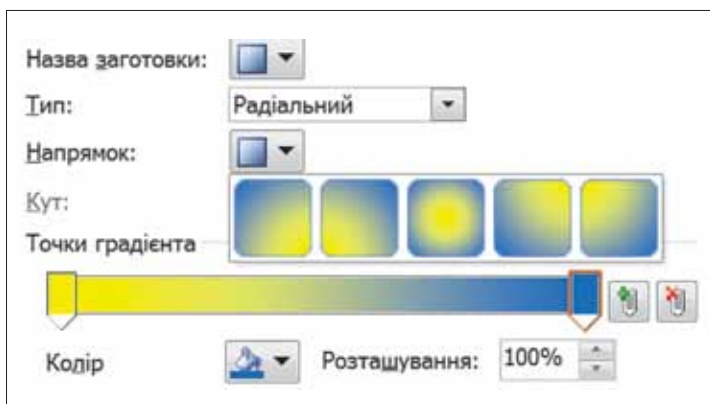 Назва заготовки:
Тип: Радіальний
Напрямок:
Кут:
Точки градієнта
Колір Розташування: 100%